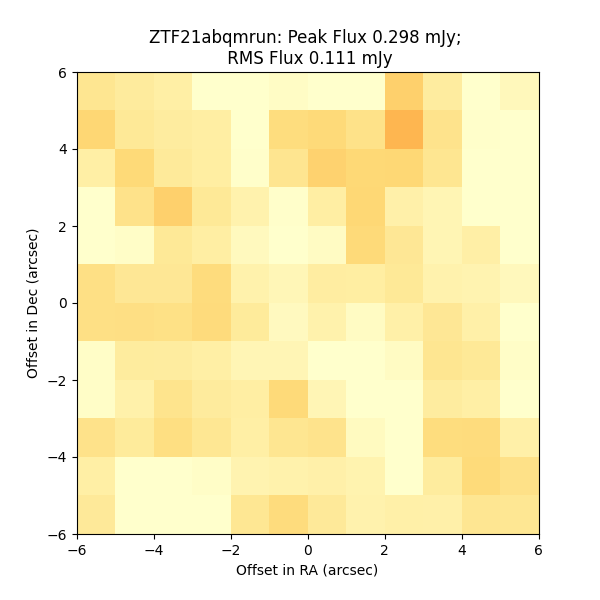 ZTF21abqmrun: Peak Flux 0.298 mJy;
RMS Flux 0.111 mJy
6
4
2
0
−2
−4
−6
Offset in Dec (arcsec)
−6 −4 −2 0 2 4 6
Offset in RA (arcsec)